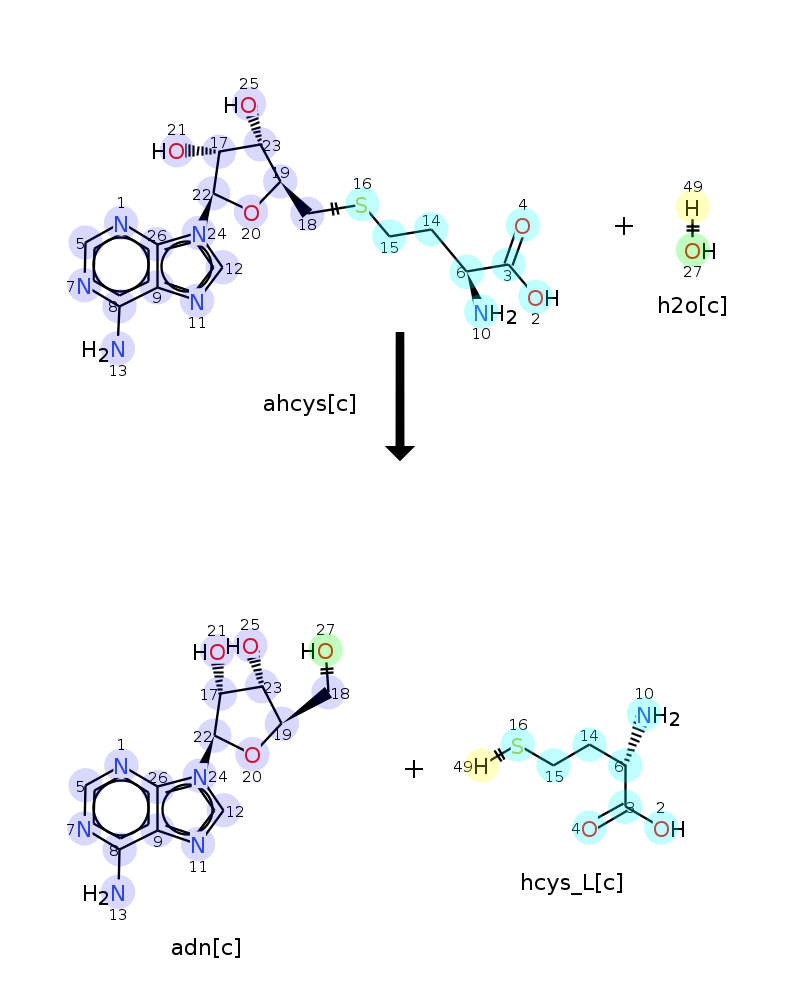 25
HO
21
HO
17
23
49
H
19
16
S
4
O
22
14
1
N
20
O
18
+
OH
27
26
N
24
15
5
12
6
3
h2o[c]
7
N
9
OH
8
N
11
NH2
2
10
H2N
13
ahcys[c]
21
25
27
HO
HO
HO
17
23
18
10
NH2
22
19
16
S
14
1
N
20
O
49
H
6
26
N
24
+
15
5
12
3
2
7
N
9
4
O
OH
8
N
11
hcys_L[c]
H2N
13
adn[c]